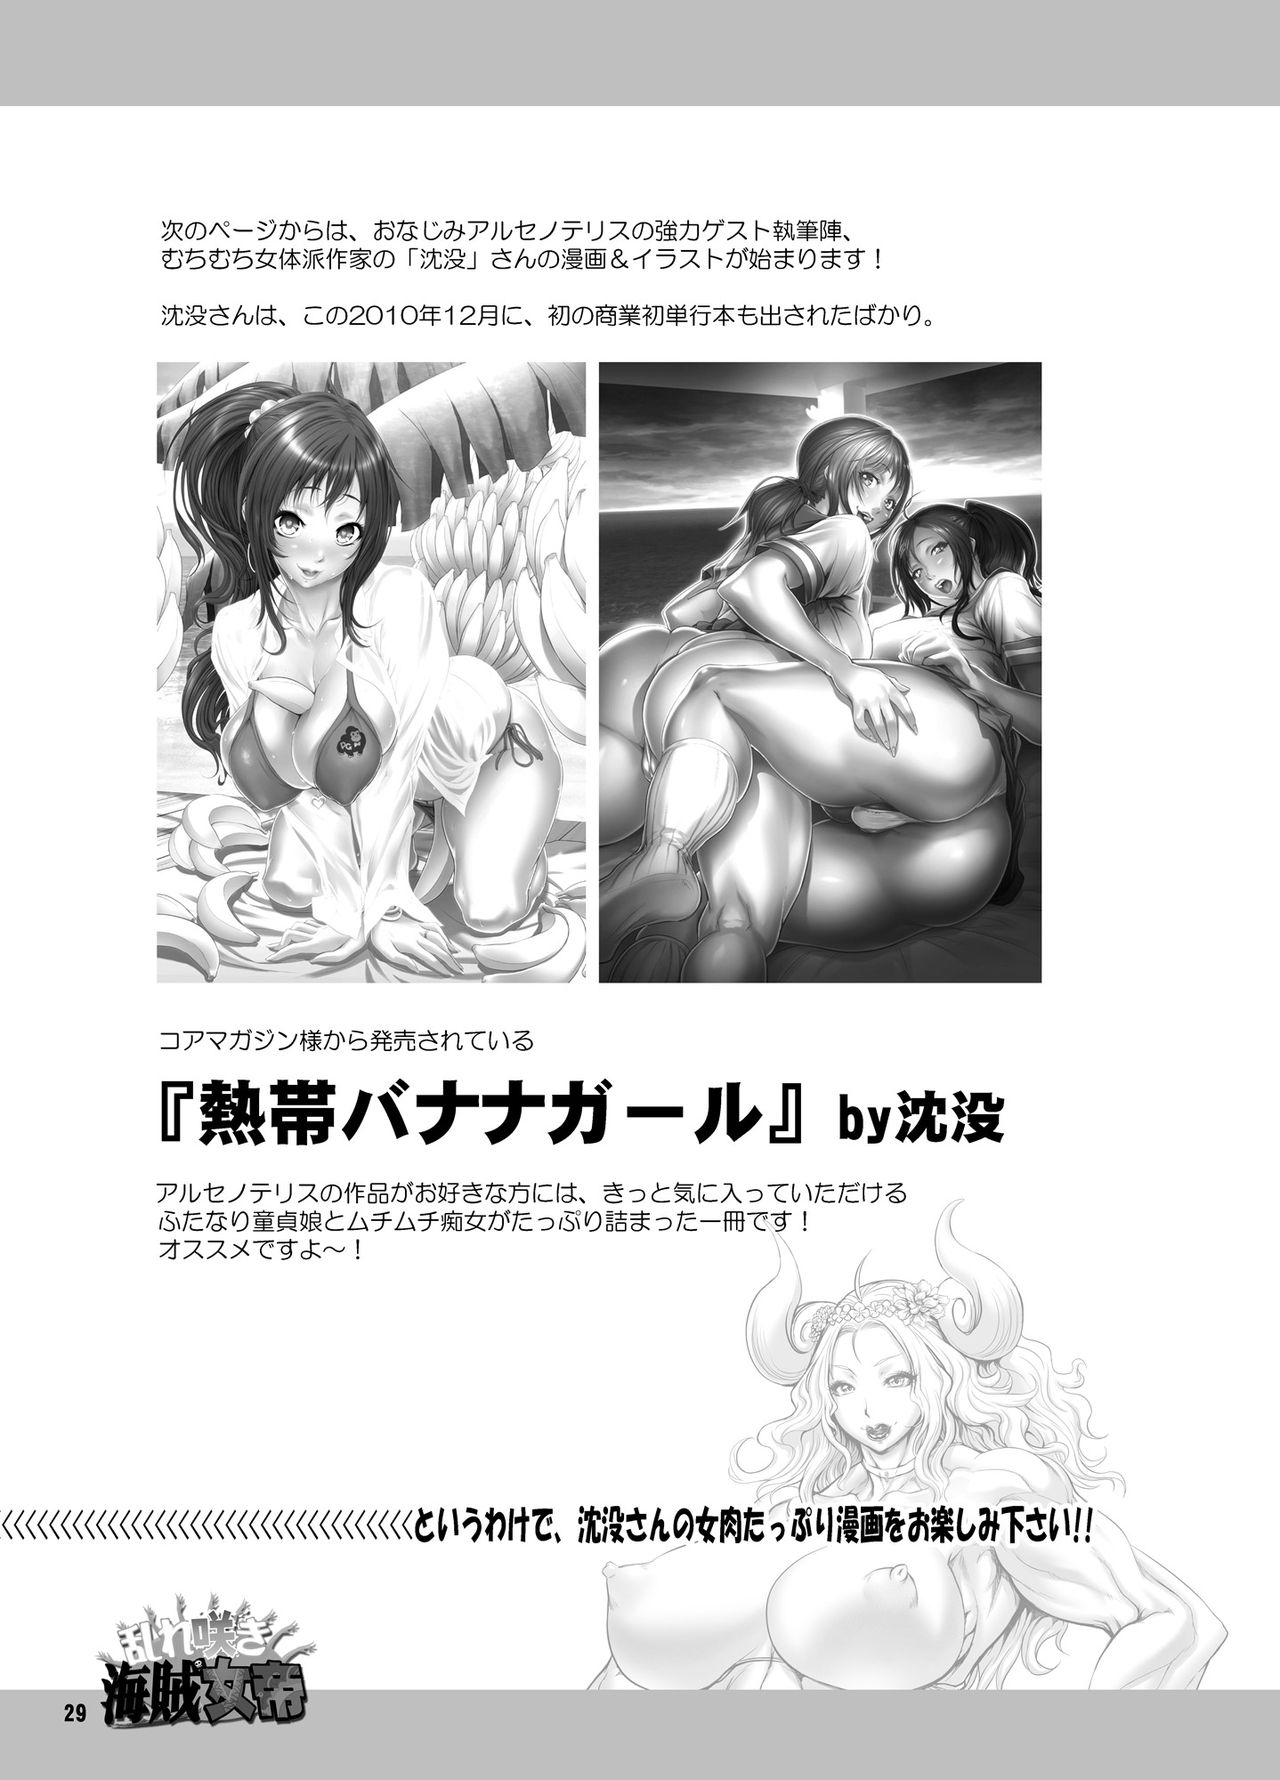 次のページからは、おなじみアルセノテリスの強力ゲスト執筆陣、
むちむち女体派作家の「沈没」さんの漫画&イラストが始まります！
沈没さんは、この2010年12月に、初の商業初単行本も出されたばかり。
コアマガジン様から発売されている
『熱帯バナナガール』by沈没
アルセノテリスの作品がお好きな方には、きっと気に入っていただける
ふたなり童貞娘とムチムチ痴女がたっぷり詰まった一冊です！
オススメですよ～！
というわけで、沈没さんの女肉たっぷり漫画をお楽しみ下さい!!
乱れ咲き
海賊女帝
29